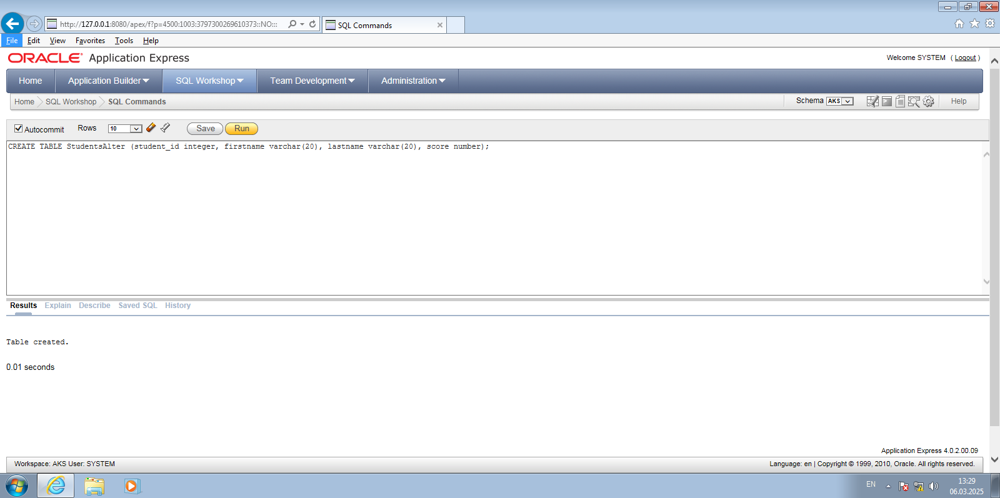 http://127.0.0.1:8080/apex/f?p=4500:1003:3797300269610373::NO:::
SQL Commands
File Edit View Favorites Tools Help
ORACLE Application Express
Welcome SYSTEM ( Logout )
Home Application Builder SQL Workshop Team Development Administration
Home SQL Workshop SQL Commands
Schema AKS
Help
Autocommit Rows 10 Save Run
CREATE TABLE StudentsAlter (student_id integer, firstname varchar(20), lastname varchar(20), score number);
Results Explain Describe Saved SQL History
Table created.
0.01 seconds
Application Express 4.0.2.00.09
Workspace: AKS User: SYSTEM
Language: en | Copyright © 1999, 2010, Oracle. All rights reserved.
EN
13:29
06.03.2025